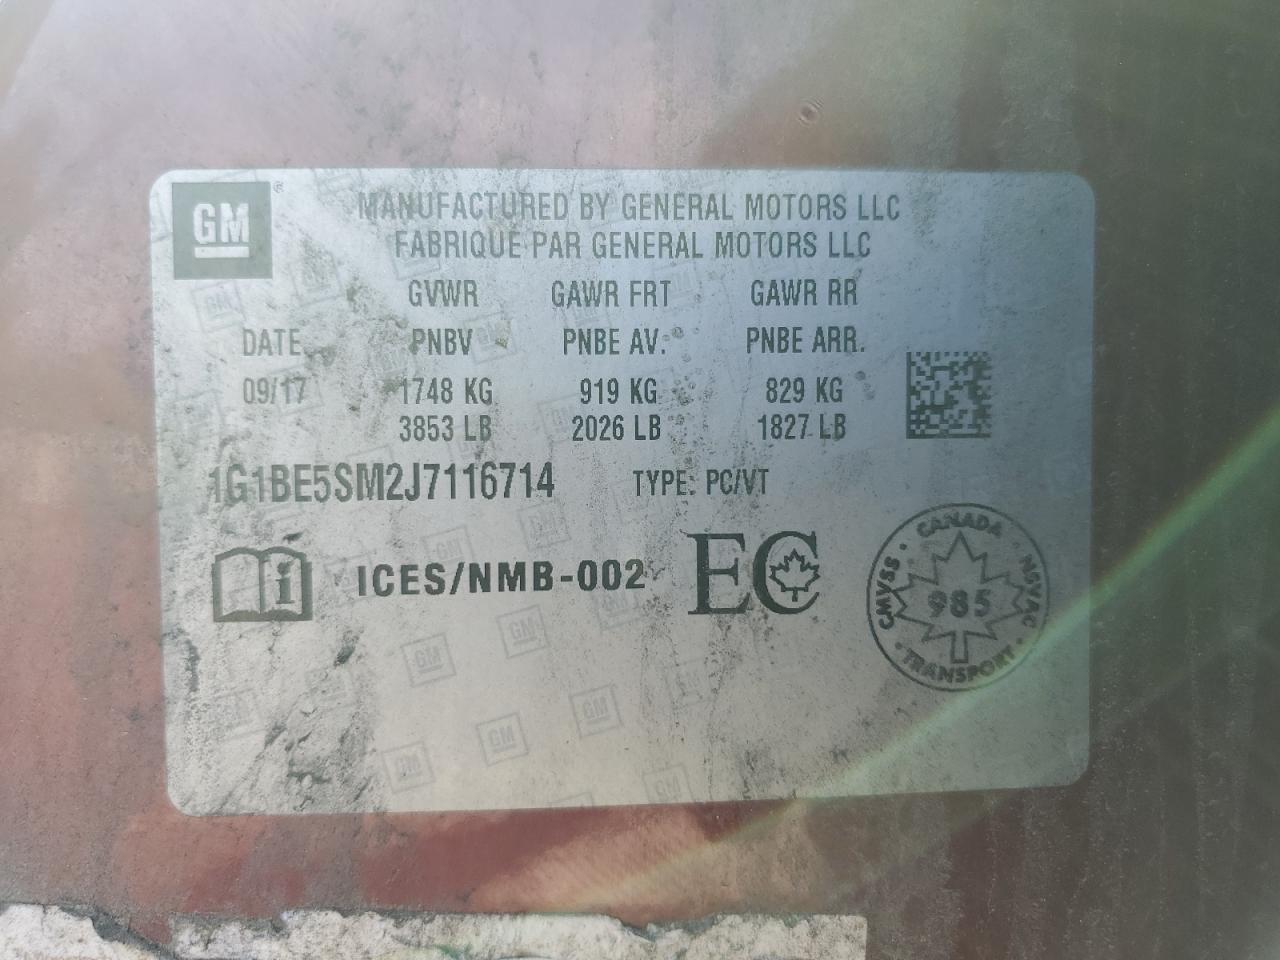 GM
MANUFACTURED BY GENERAL MOTORS LLC
FABRIQUE PAR GENERAL MOTORS LLC
GVWR GAWR FRT GAWR RR
DATE PNBV PNBE AV. PNBE ARR.
09/17 1748 KG 919 KG 829 KG
3853 LB 2026 LB 1827 LB
1G1BE5SM2J7116714 TYPE: PC/VT
ICES/NMB-002 EC
CANADA
CMVSS 985 NSVAC
TRANSPORT